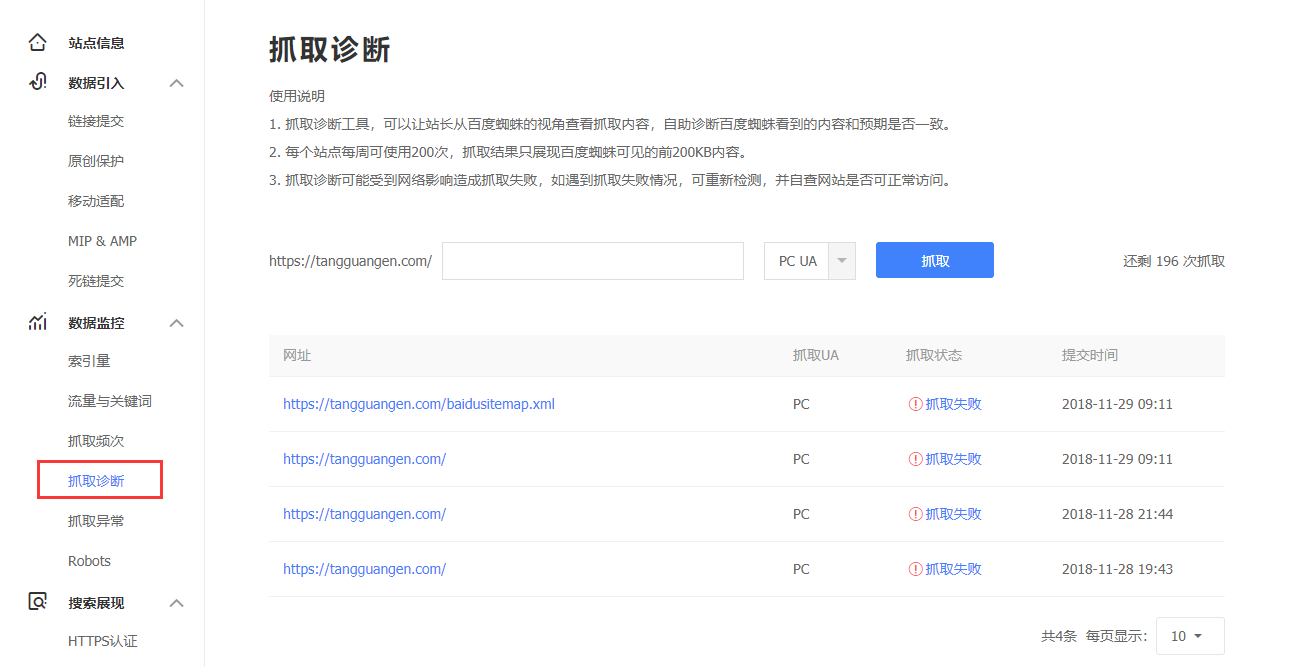 站点信息
数据引入
链接提交
原创保护
移动适配
MIP & AMP
死链提交
数据监控
索引量
流量与关键词
抓取频次
抓取诊断
抓取异常
Robots
搜索展现
HTTPS认证
抓取诊断
使用说明
1. 抓取诊断工具，可以让站长从百度蜘蛛的视角查看抓取内容，自助诊断百度蜘蛛看到的内容和预期是否一致。
2. 每个站点每周可使用200次，抓取结果只展现百度蜘蛛可见的前200KB内容。
3. 抓取诊断可能受到网络影响造成抓取失败，如遇到抓取失败情况，可重新检测，并自查网站是否可正常访问。
https://tangguangen.com/ PC UA 抓取 还剩 196 次抓取
网址 抓取UA 抓取状态 提交时间
https://tangguangen.com/baidusitemap.xml PC 抓取失败 2018-11-29 09:11
https://tangguangen.com/ PC 抓取失败 2018-11-29 09:11
https://tangguangen.com/ PC 抓取失败 2018-11-28 21:44
https://tangguangen.com/ PC 抓取失败 2018-11-28 19:43
共4条 每页显示： 10